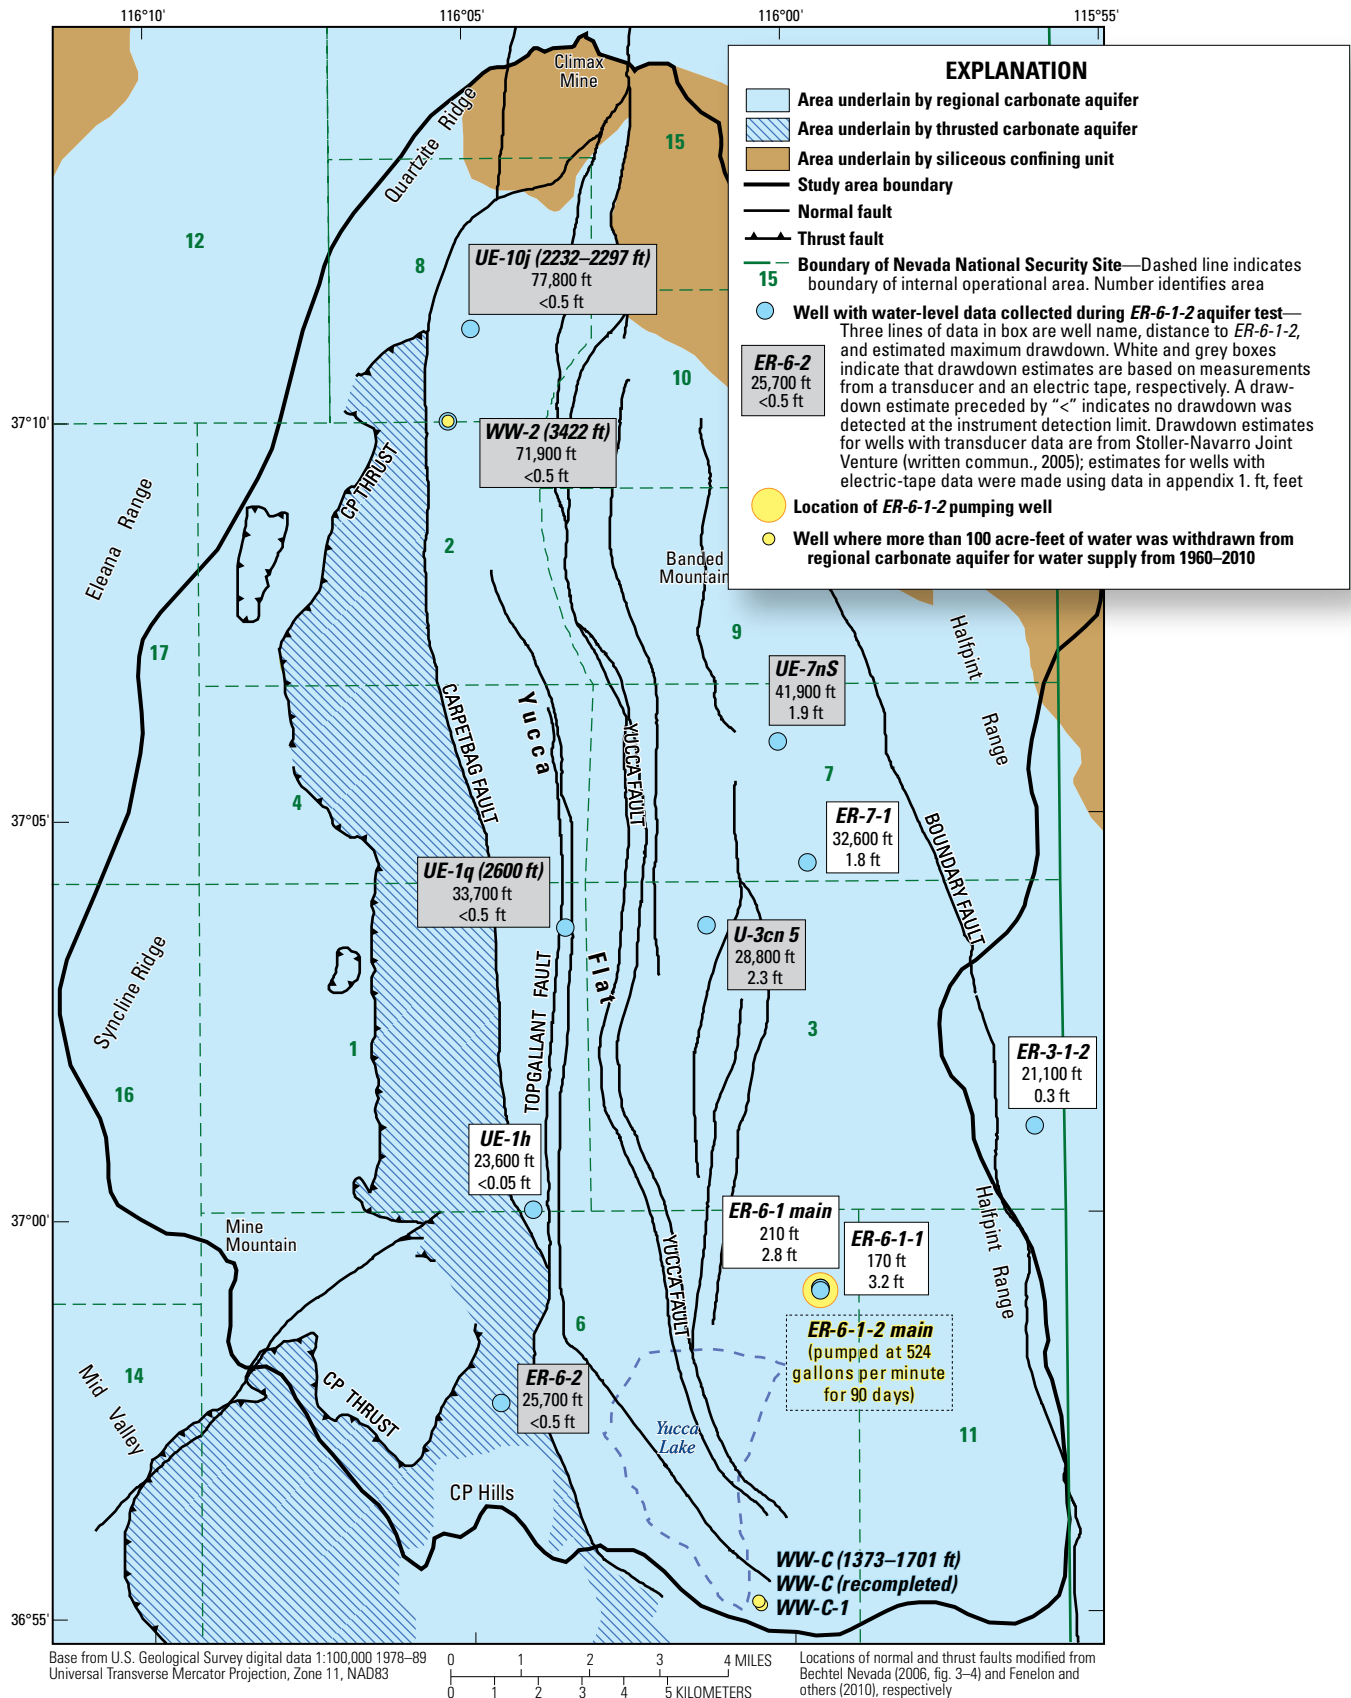 116°10'
116°05'
116°00'
115°55'
37°10'
37°05'
37°00'
36°55'
EXPLANATION
Area underlain by regional carbonate aquifer
Area underlain by thrusted carbonate aquifer
Area underlain by siliceous confining unit
Study area boundary
Normal fault
Thrust fault
Boundary of Nevada National Security Site—Dashed line indicates
15
boundary of internal operational area. Number identifies area
Well with water-level data collected during ER-6-1-2 aquifer test—
Three lines of data in box are well name, distance to ER-6-1-2,
and estimated maximum drawdown. White and grey boxes
indicate that drawdown estimates are based on measurements
from a transducer and an electric tape, respectively. A draw-
down estimate preceded by “<” indicates no drawdown was
detected at the instrument detection limit. Drawdown estimates
for wells with transducer data are from Stoller-Navarro Joint
Venture (written commun., 2005); estimates for wells with
electric-tape data were made using data in appendix 1. ft, feet
ER-6-2
25,700 ft
<0.5 ft
Location of ER-6-1-2 pumping well
Well where more than 100 acre-feet of water was withdrawn from
regional carbonate aquifer for water supply from 1960–2010
Climax
Mine
Quartzite Ridge
15
12
8
UE-10j (2232–2297 ft)
77,800 ft
<0.5 ft
10
WW-2 (3422 ft)
71,900 ft
<0.5 ft
CP THRUST
Eleana Range
2
Banded
Mountain
9
Halfpint Range
17
UE-7nS
41,900 ft
1.9 ft
CARPETBAG FAULT
Yucca
YUCCA FAULT
7
4
ER-7-1
32,600 ft
1.8 ft
BOUNDARY FAULT
UE-1q (2600 ft)
33,700 ft
<0.5 ft
U-3cn 5
28,800 ft
2.3 ft
Flat
TOPGALLANT FAULT
Syncline Ridge
3
1
16
ER-3-1-2
21,100 ft
0.3 ft
UE-1h
23,600 ft
<0.05 ft
Mine
Mountain
ER-6-1 main
210 ft
2.8 ft
ER-6-1-1
170 ft
3.2 ft
Halfpint Range
YUCCA FAULT
6
ER-6-1-2 main
(pumped at 524
gallons per minute
for 90 days)
14
Mid Valley
CP THRUST
ER-6-2
25,700 ft
<0.5 ft
Yucca
Lake
11
CP Hills
WW-C (1373–1701 ft)
WW-C (recompleted)
WW-C-1
Base from U.S. Geological Survey digital data 1:100,000 1978–89
Universal Transverse Mercator Projection, Zone 11, NAD83
0 1 2 3 4 MILES
0 1 2 3 4 5 KILOMETERS
Locations of normal and thrust faults modified from
Bechtel Nevada (2006, fig. 3–4) and Fenelon and
others (2010), respectively